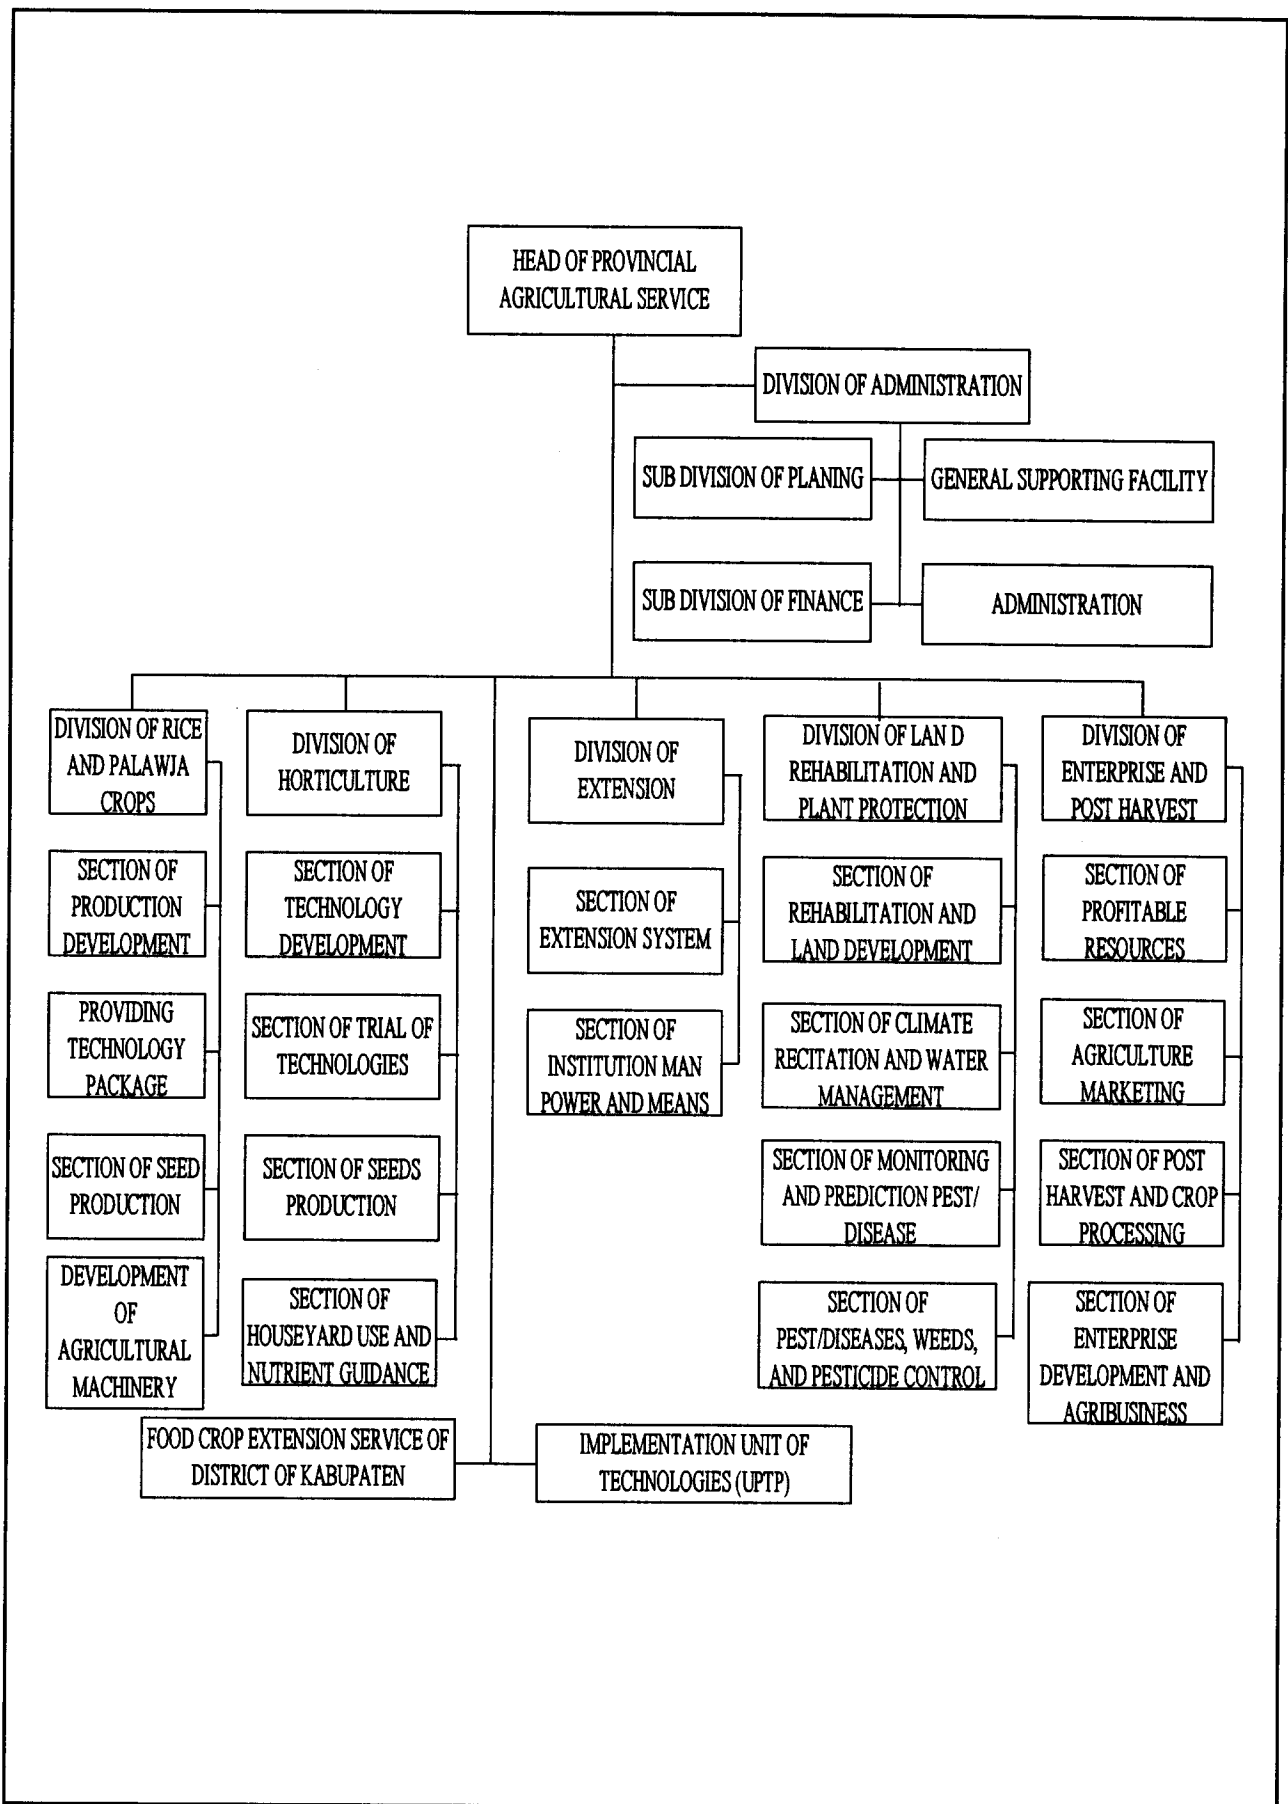 HEAD OF PROVINCIAL
AGRICULTURAL SERVICE
DIVISION OF ADMINISTRATION
SUB DIVISION OF PLANING
GENERAL SUPPORTING FACILITY
SUB DIVISION OF FINANCE
ADMINISTRATION
DIVISION OF RICE
AND PALAWJA
CROPS
DIVISION OF
HORTICULTURE
DIVISION OF
EXTENSION
DIVISION OF LAN D
REHABILITATION AND
PLANT PROTECTION
DIVISION OF
ENTERPRISE AND
POST HARVEST
SECTION OF
PRODUCTION
DEVELOPMENT
SECTION OF
TECHNOLOGY
DEVELOPMENT
SECTION OF
EXTENSION SYSTEM
SECTION OF
REHABILITATION AND
LAND DEVELOPMENT
SECTION OF
PROFITABLE
RESOURCES
PROVIDING
TECHNOLOGY
PACKAGE
SECTION OF TRIAL OF
TECHNOLOGIES
SECTION OF
INSTITUTION MAN
POWER AND MEANS
SECTION OF CLIMATE
RECITATION AND WATER
MANAGEMENT
SECTION OF
AGRICULTURE
MARKETING
SECTION OF SEED
PRODUCTION
SECTION OF SEEDS
PRODUCTION
SECTION OF MONITORING
AND PREDICTION PEST/
DISEASE
SECTION OF POST
HARVEST AND CROP
PROCESSING
DEVELOPMENT
OF
AGRICULTURAL
MACHINERY
SECTION OF
HOUSEYARD USE AND
NUTRIENT GUIDANCE
SECTION OF
PEST/DISEASES, WEEDS,
AND PESTICIDE CONTROL
SECTION OF
ENTERPRISE
DEVELOPMENT AND
AGRIBUSINESS
FOOD CROP EXTENSION SERVICE OF
DISTRICT OF KABUPATEN
IMPLEMENTATION UNIT OF
TECHNOLOGIES (UPTP)